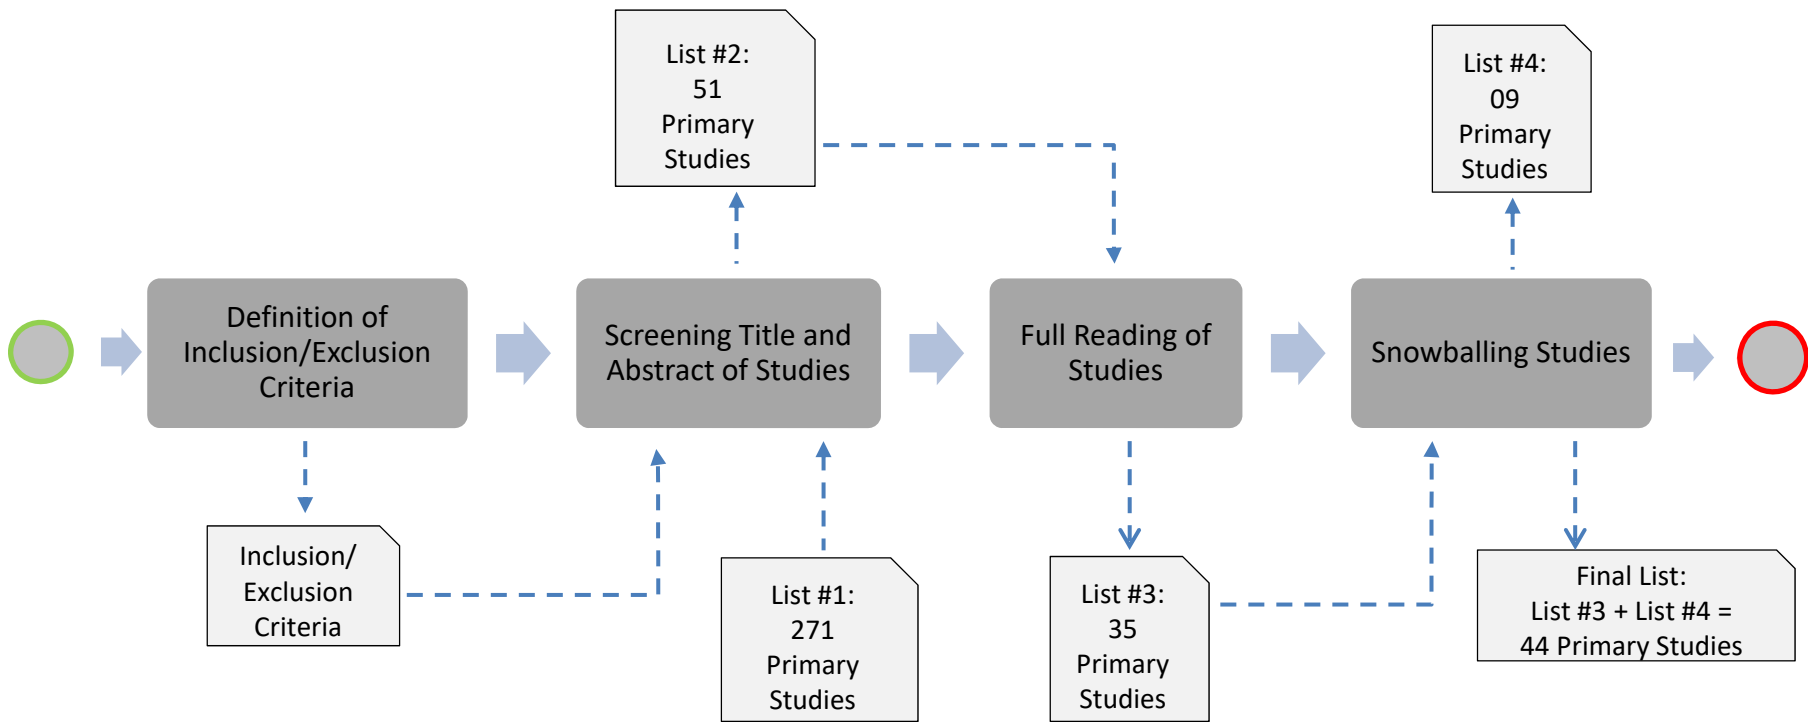 List #2:
51
Primary
Studies
List #4:
09
Primary
Studies
Definition of
Inclusion/Exclusion
Criteria
Screening Title and
Abstract of Studies
Full Reading of
Studies
Snowballing Studies
Inclusion/
Exclusion
Criteria
List #1:
271
Primary
Studies
List #3:
35
Primary
Studies
Final List:
List #3 + List #4 =
44 Primary Studies